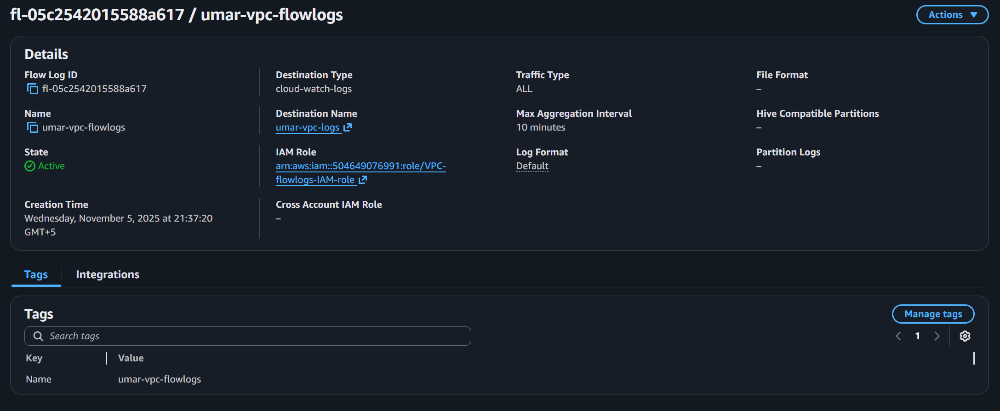 fl-05c2542015588a617 / umar-vpc-flowlogs
Actions
Details
Flow Log ID
fl-05c2542015588a617
Destination Type
cloud-watch-logs
Traffic Type
ALL
File Format
–
Name
umar-vpc-flowlogs
Destination Name
umar-vpc-logs
Max Aggregation Interval
10 minutes
Hive Compatible Partitions
–
State
Active
IAM Role
arn:aws:iam::504649076991:role/VPC-
flowlogs-IAM-role
Log Format
Default
Partition Logs
–
Creation Time
Wednesday, November 5, 2025 at 21:37:20
GMT+5
Cross Account IAM Role
–
Tags
Integrations
Tags
Manage tags
Search tags
1
Key
Value
Name
umar-vpc-flowlogs